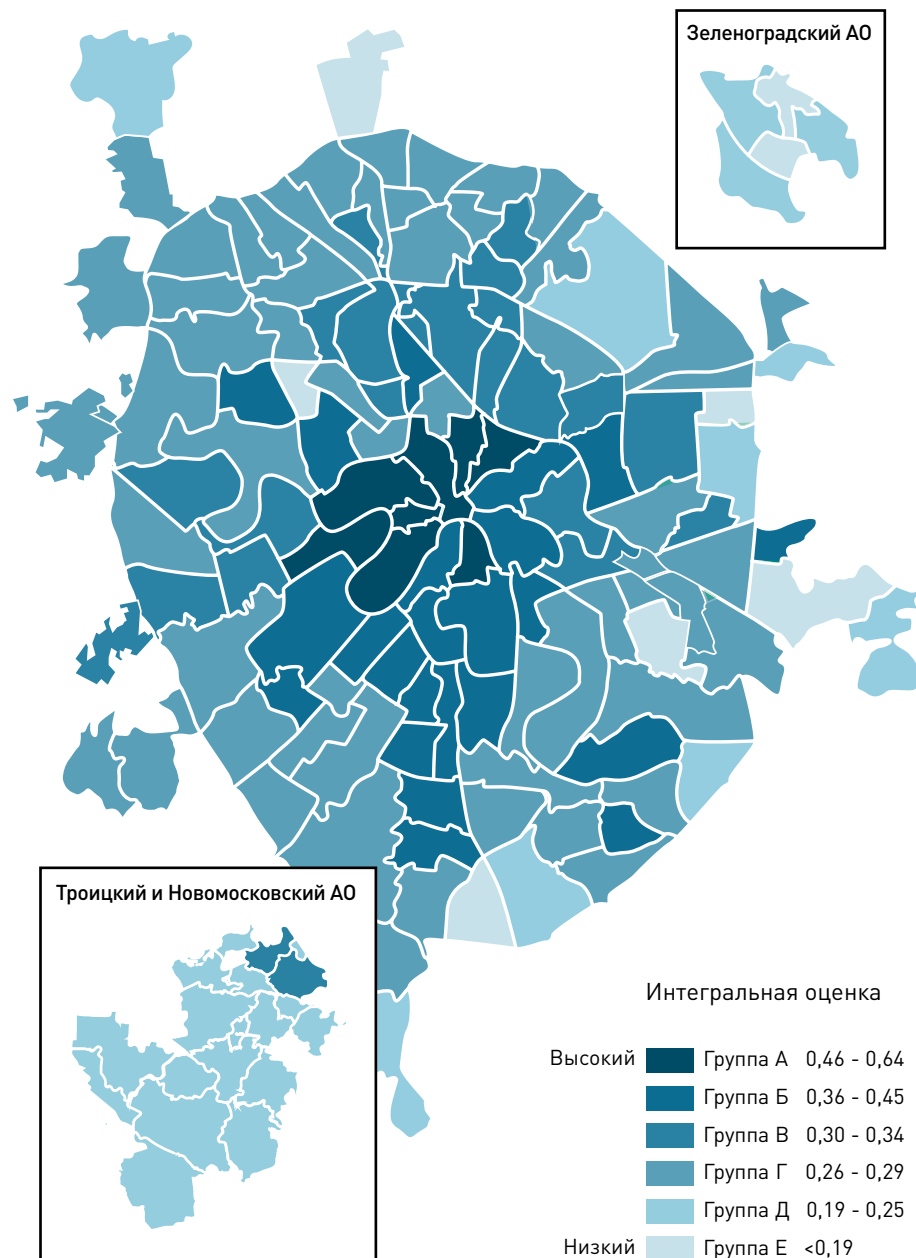 Зеленоградский АО
Троицкий и Новомосковский АО
Интегральная оценка
Высокий Группа А 0,46 - 0,64
Группа Б 0,36 - 0,45
Группа В 0,30 - 0,34
Группа Г 0,26 - 0,29
Группа Д 0,19 - 0,25
Низкий Группа Е <0,19